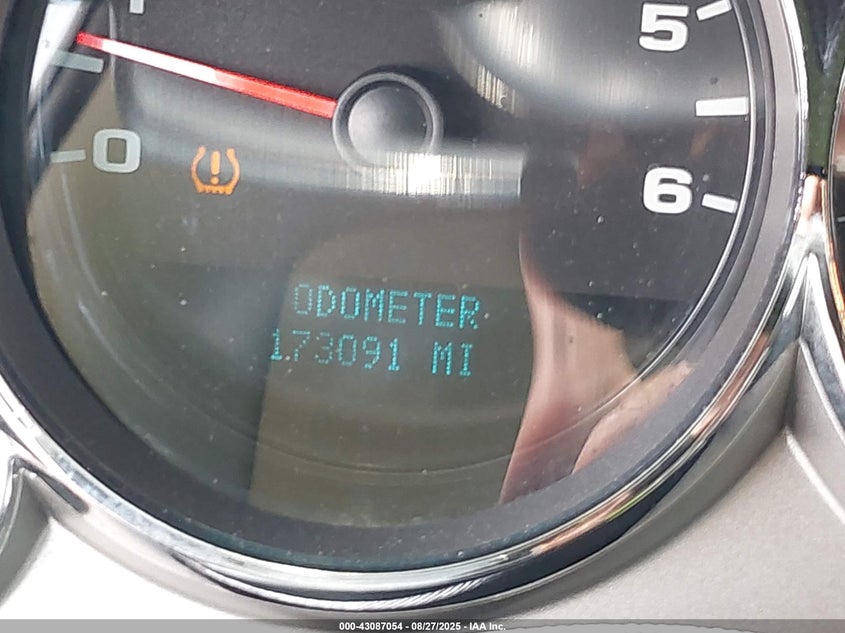 5
0
6
ODOMETER
173091 MI
000-43087054 - 08/27/2025 - IAA Inc.